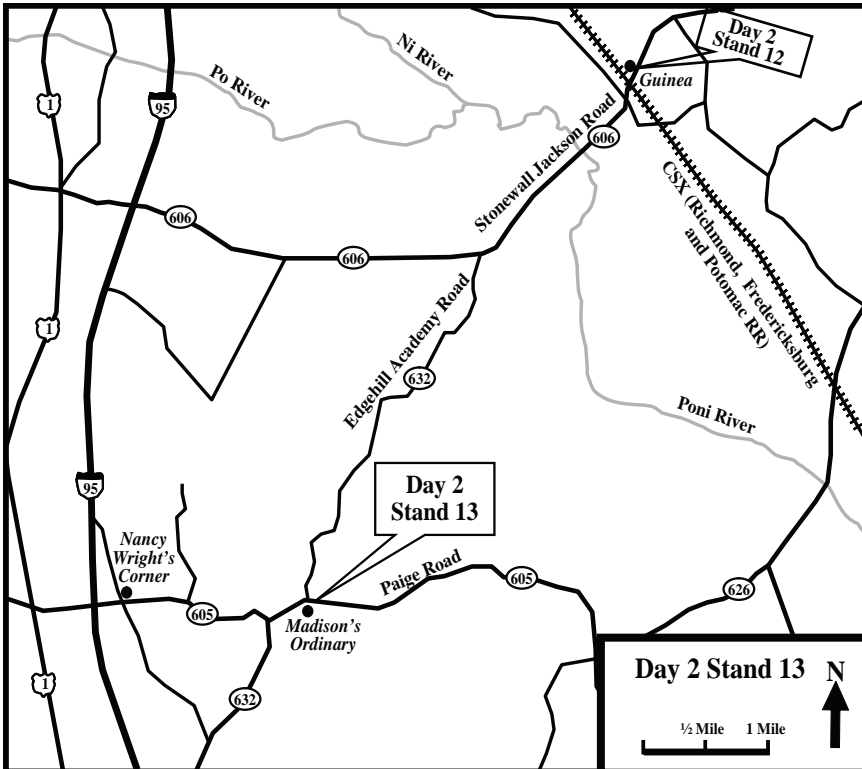 Day 2
Stand 12
Ni River
Po River
Guinea
1
95
Stonewall Jackson Road
606
CSX (Richmond, Fredericksburg
and Potomac RR)
606
606
1
Edgehill Academy Road
632
Poni River
95
Day 2
Stand 13
Nancy
Wright's
Corner
Paige Road
605
626
605
Madison's
Ordinary
1
632
Day 2 Stand 13
N
½ Mile
1 Mile